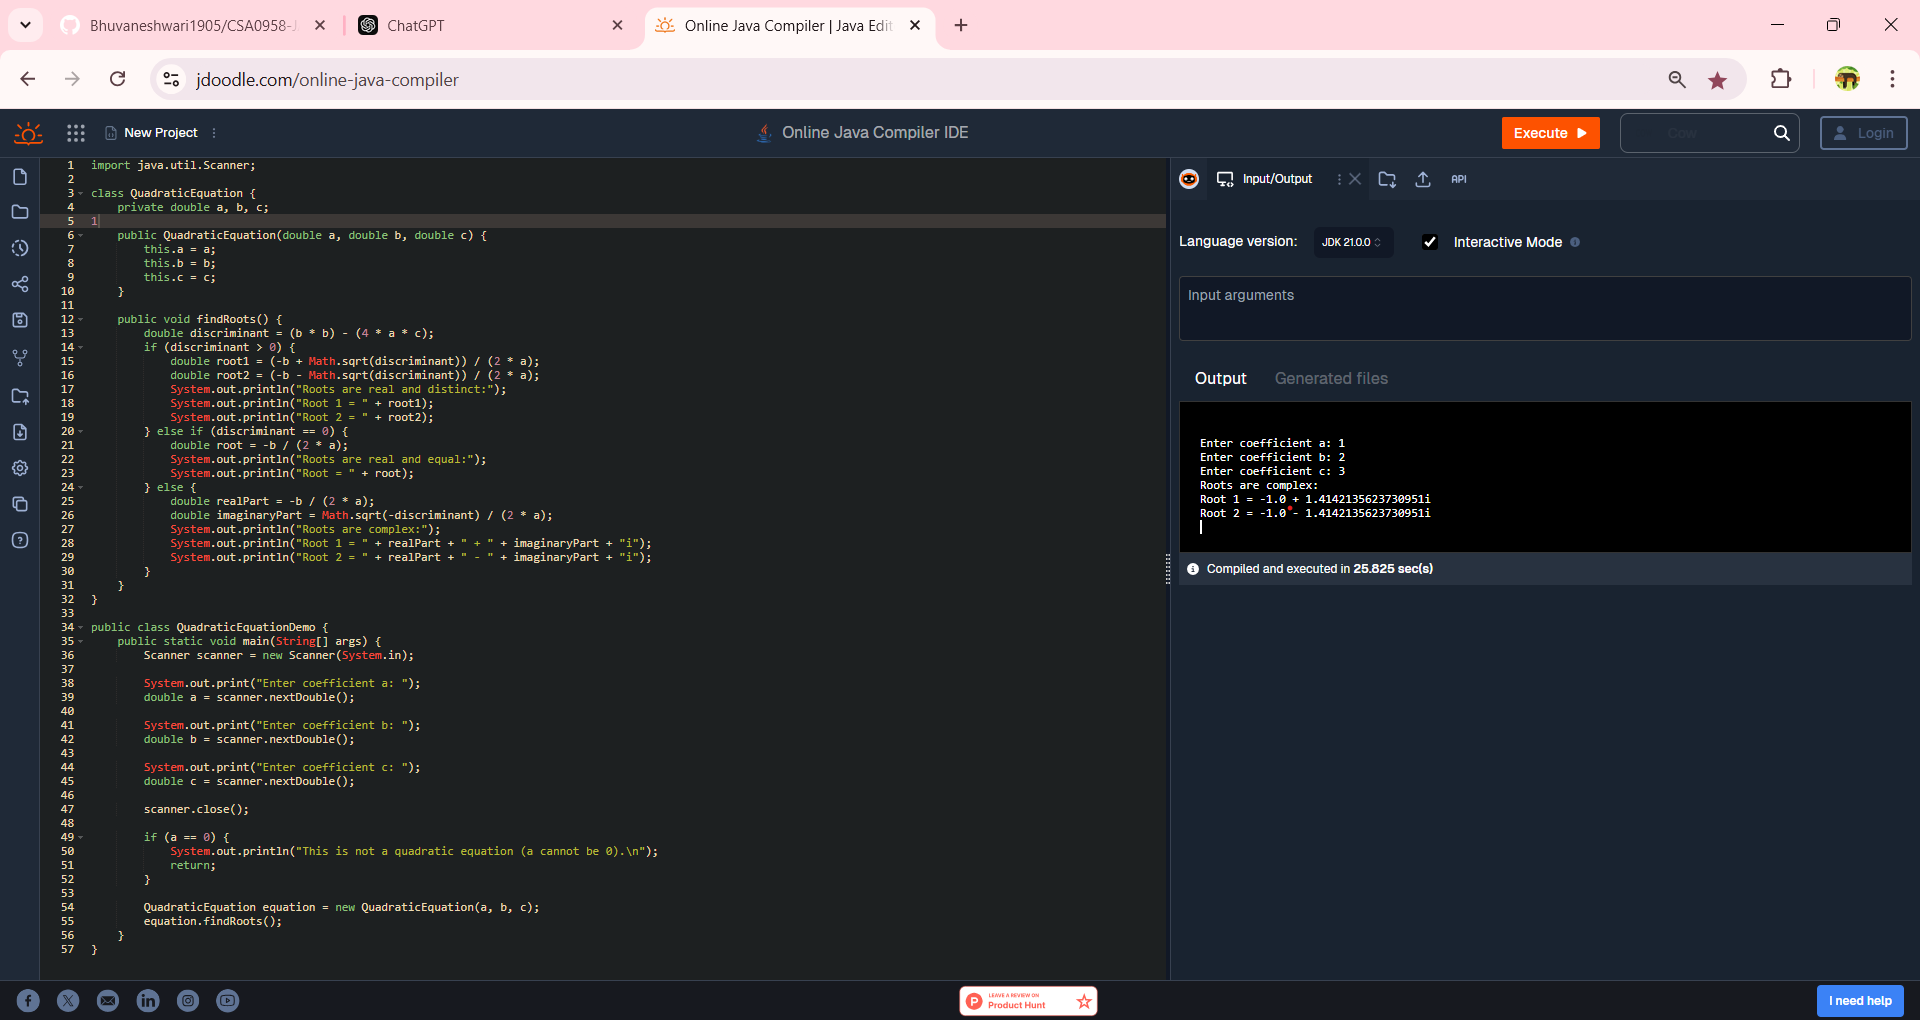 Bhuvaneshwari1905/CSA0958-J
ChatGPT
Online Java Compiler | Java Edit
jdoodle.com/online-java-compiler
New Project
Online Java Compiler IDE
Execute
Cow
Login
1 import java.util.Scanner;
2
3 class QuadraticEquation {
4     private double a, b, c;
5 1
6     public QuadraticEquation(double a, double b, double c) {
7         this.a = a;
8         this.b = b;
9         this.c = c;
10     }
11
12     public void findRoots() {
13         double discriminant = (b * b) - (4 * a * c);
14         if (discriminant > 0) {
15             double root1 = (-b + Math.sqrt(discriminant)) / (2 * a);
16             double root2 = (-b - Math.sqrt(discriminant)) / (2 * a);
17             System.out.println("Roots are real and distinct:");
18             System.out.println("Root 1 = " + root1);
19             System.out.println("Root 2 = " + root2);
20         } else if (discriminant == 0) {
21             double root = -b / (2 * a);
22             System.out.println("Roots are real and equal:");
23             System.out.println("Root = " + root);
24         } else {
25             double realPart = -b / (2 * a);
26             double imaginaryPart = Math.sqrt(-discriminant) / (2 * a);
27             System.out.println("Roots are complex:");
28             System.out.println("Root 1 = " + realPart + " + " + imaginaryPart + "i");
29             System.out.println("Root 2 = " + realPart + " - " + imaginaryPart + "i");
30         }
31     }
32 }
33
34 public class QuadraticEquationDemo {
35     public static void main(String[] args) {
36         Scanner scanner = new Scanner(System.in);
37
38         System.out.print("Enter coefficient a: ");
39         double a = scanner.nextDouble();
40
41         System.out.print("Enter coefficient b: ");
42         double b = scanner.nextDouble();
43
44         System.out.print("Enter coefficient c: ");
45         double c = scanner.nextDouble();
46
47         scanner.close();
48
49         if (a == 0) {
50             System.out.println("This is not a quadratic equation (a cannot be 0).\n");
51             return;
52         }
53
54         QuadraticEquation equation = new QuadraticEquation(a, b, c);
55         equation.findRoots();
56     }
57 }
Input/Output
API
Language version: JDK 21.0.0 Interactive Mode
Input arguments
Output Generated files
Enter coefficient a: 1
Enter coefficient b: 2
Enter coefficient c: 3
Roots are complex:
Root 1 = -1.0 + 1.4142135623730951i
Root 2 = -1.0 - 1.4142135623730951i
Compiled and executed in 25.825 sec(s)
LEAVE A REVIEW ON
Product Hunt
I need help